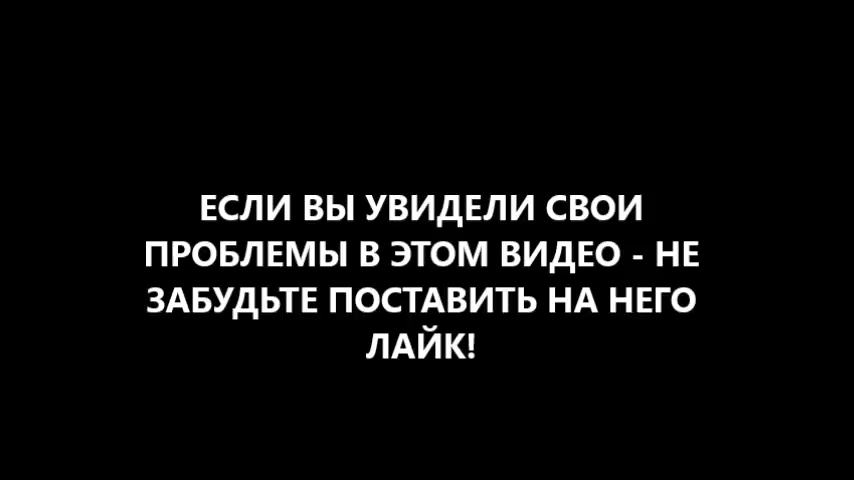 ЕСЛИ ВЫ УВИДЕЛИ СВОИ
ПРОБЛЕМЫ В ЭТОМ ВИДЕО - НЕ
ЗАБУДЬТЕ ПОСТАВИТЬ НА НЕГО
ЛАЙК!